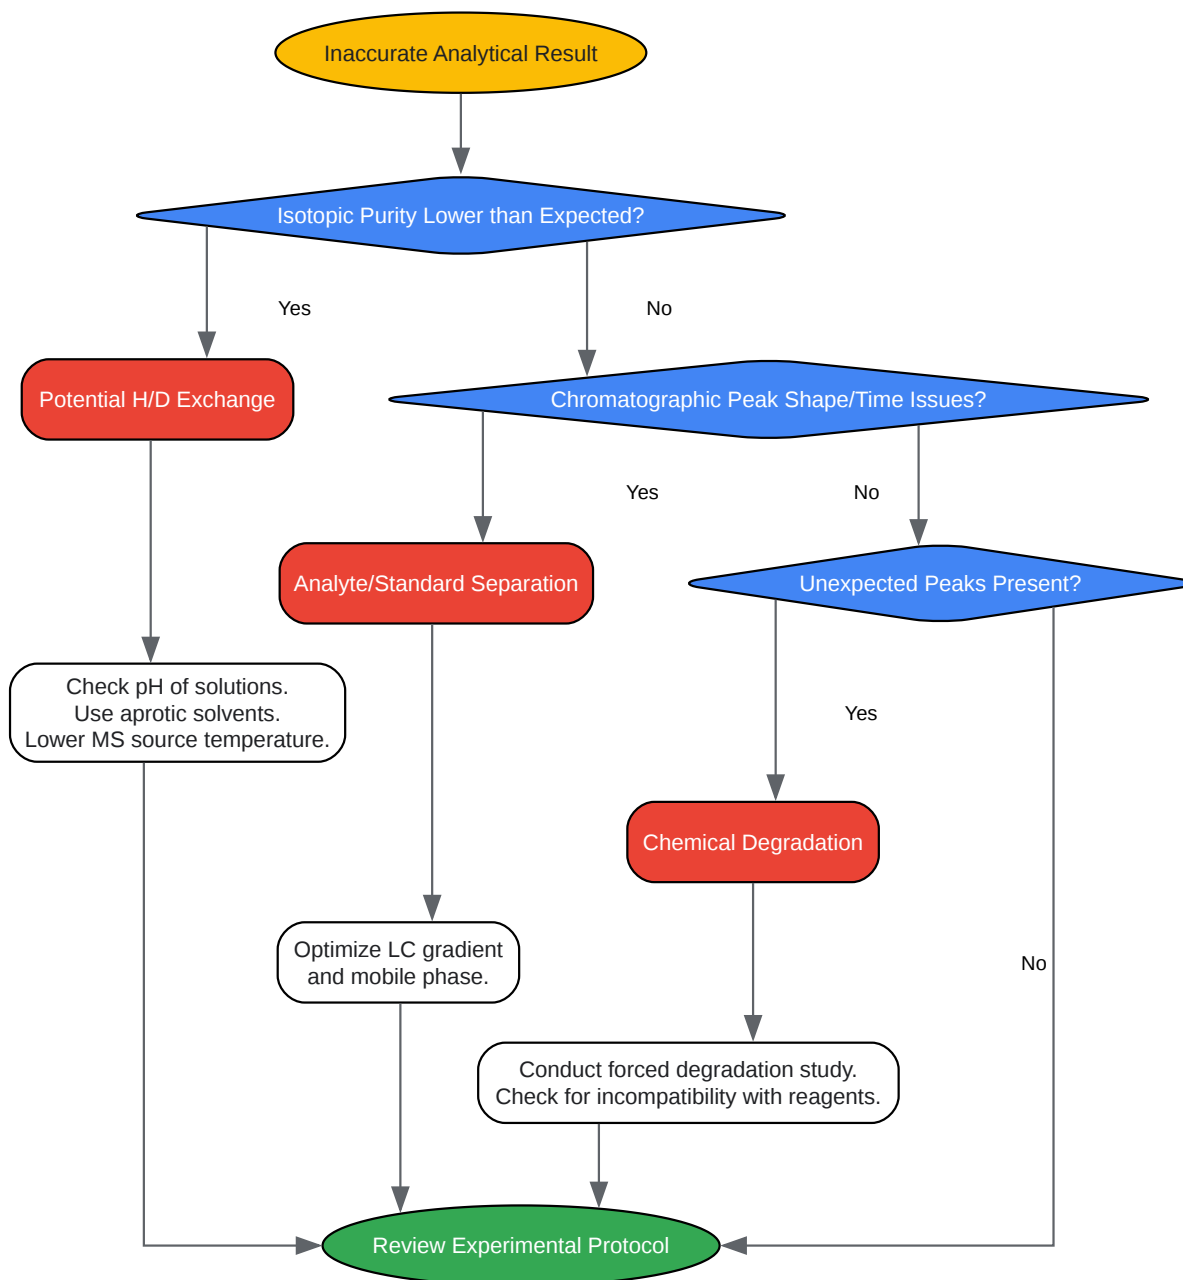 Inaccurate Analytical Result
Isotopic Purity Lower than Expected?
Yes
No
Potential H/D Exchange
Chromatographic Peak Shape/Time Issues?
Yes
No
Analyte/Standard Separation
Unexpected Peaks Present?
Check pH of solutions.
Use aprotic solvents.
Lower MS source temperature.
Yes
Chemical Degradation
Optimize LC gradient
and mobile phase.
No
Conduct forced degradation study.
Check for incompatibility with reagents.
Review Experimental Protocol